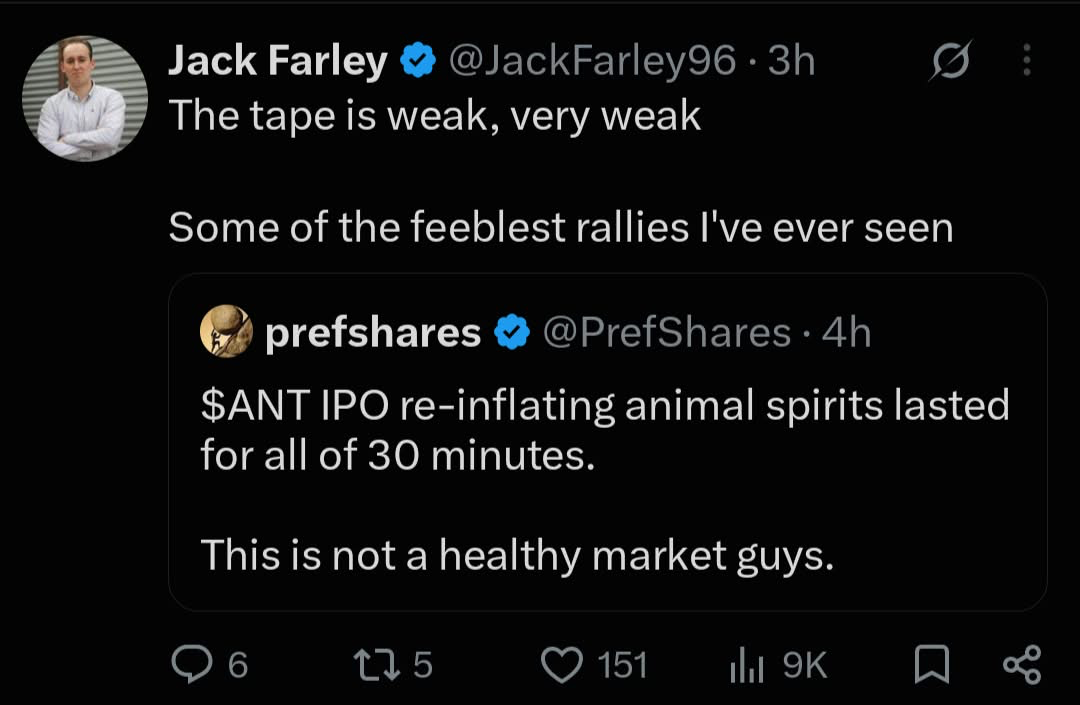 Jack Farley @JackFarley96 · 3h
The tape is weak, very weak
Some of the feeblest rallies I've ever seen
prefshares @PrefShares · 4h
$ANT IPO re-inflating animal spirits lasted
for all of 30 minutes.
This is not a healthy market guys.
6 5 151 9K